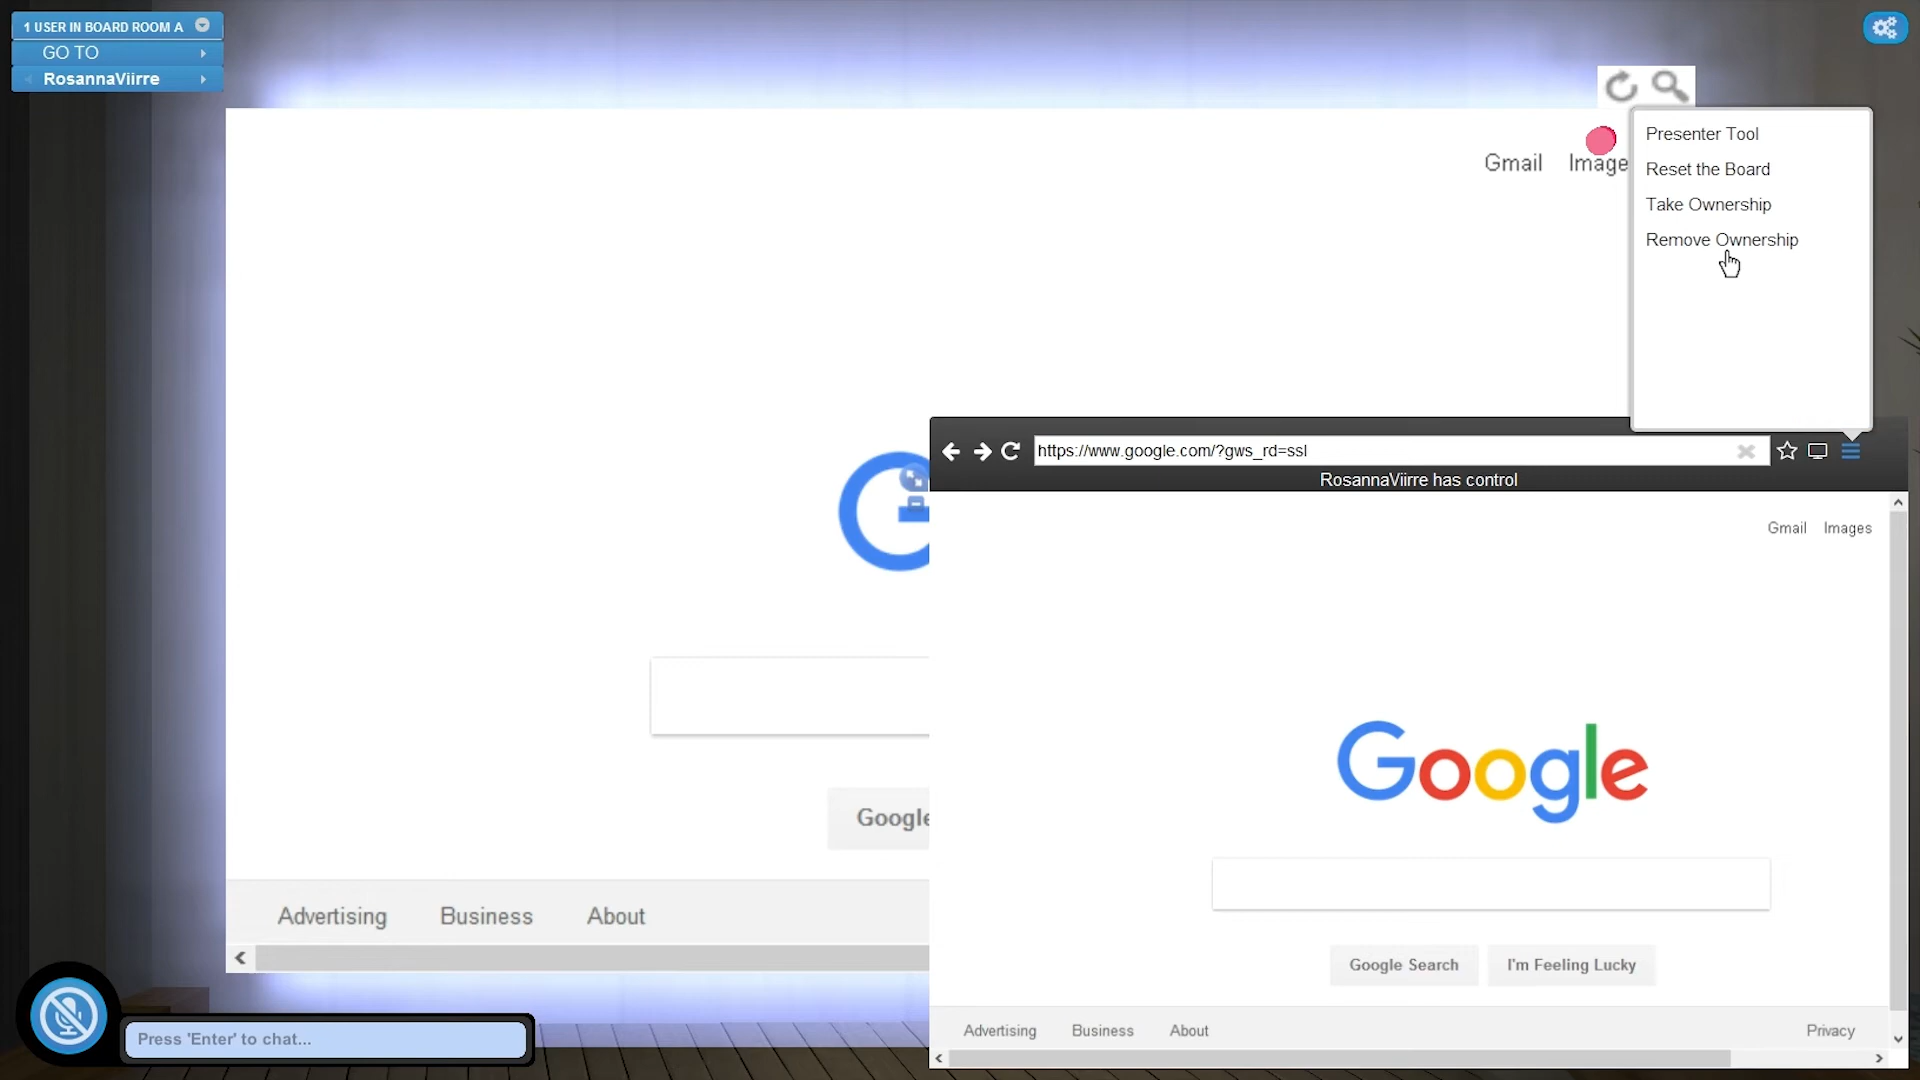 1 USER IN BOARD ROOM A
GO TO
RosannaViirre
Gmail Image
Presenter Tool
Reset the Board
Take Ownership
Remove Ownership
https://www.google.com/?gws_rd=ssl
RosannaViirre has control
Gmail Images
Google
Google
Google Search I'm Feeling Lucky
Advertising Business About
Advertising Business About Privacy
Press 'Enter' to chat...